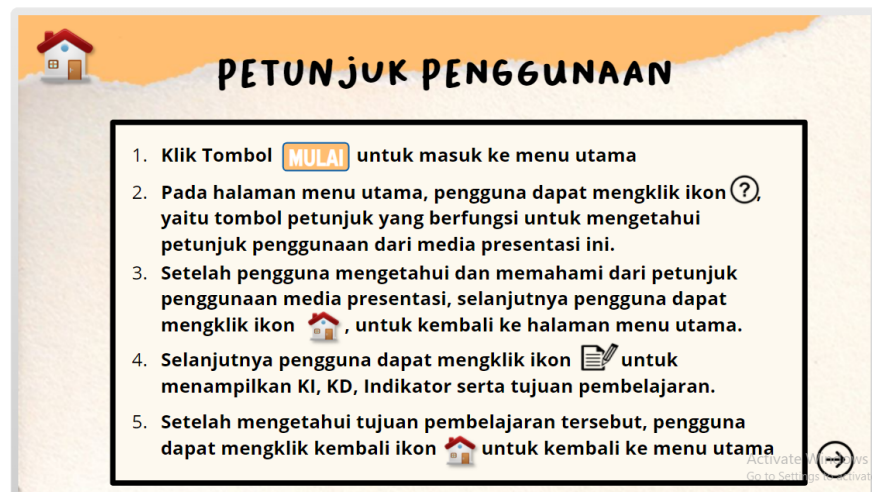 PETUNJUK PENGGUNAAN
1. Klik Tombol MULAI untuk masuk ke menu utama
2. Pada halaman menu utama, pengguna dapat mengklik ikon ?,
yaitu tombol petunjuk yang berfungsi untuk mengetahui
petunjuk penggunaan dari media presentasi ini.
3. Setelah pengguna mengetahui dan memahami dari petunjuk
penggunaan media presentasi, selanjutnya pengguna dapat
mengklik ikon , untuk kembali ke halaman menu utama.
4. Selanjutnya pengguna dapat mengklik ikon untuk
menampilkan KI, KD, Indikator serta tujuan pembelajaran.
5. Setelah mengetahui tujuan pembelajaran tersebut, pengguna
dapat mengklik kembali ikon untuk kembali ke menu utama
Activate Windows
Go to Settings to activat